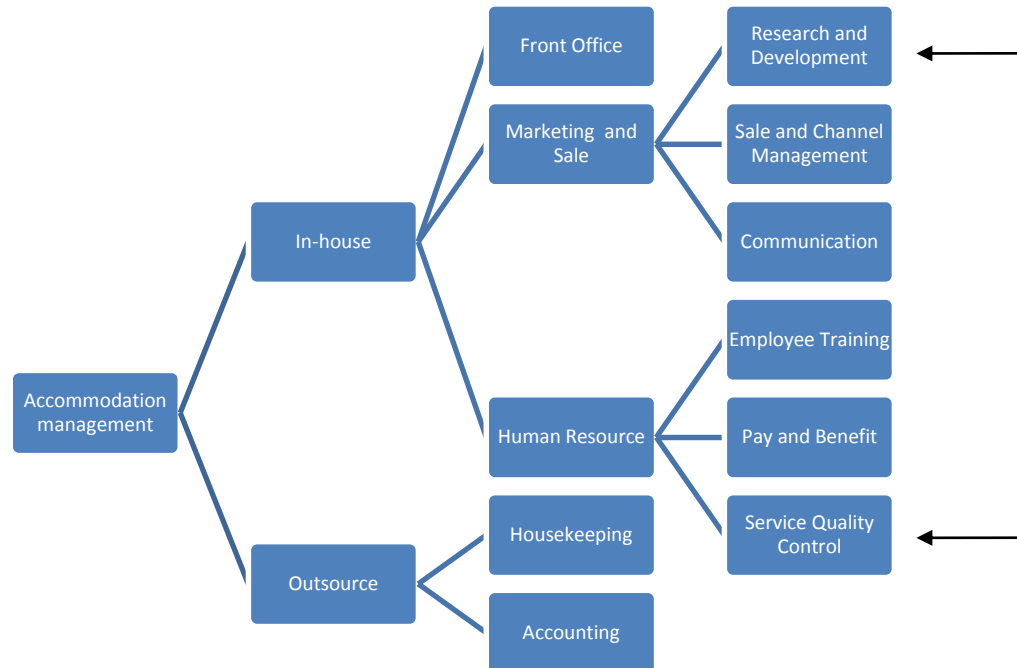 Front Office
Research and
Development
Marketing and
Sale
Sale and Channel
Management
In-house
Communication
Employee Training
Accommodation
management
Human Resource
Pay and Benefit
Housekeeping
Service Quality
Control
Outsource
Accounting